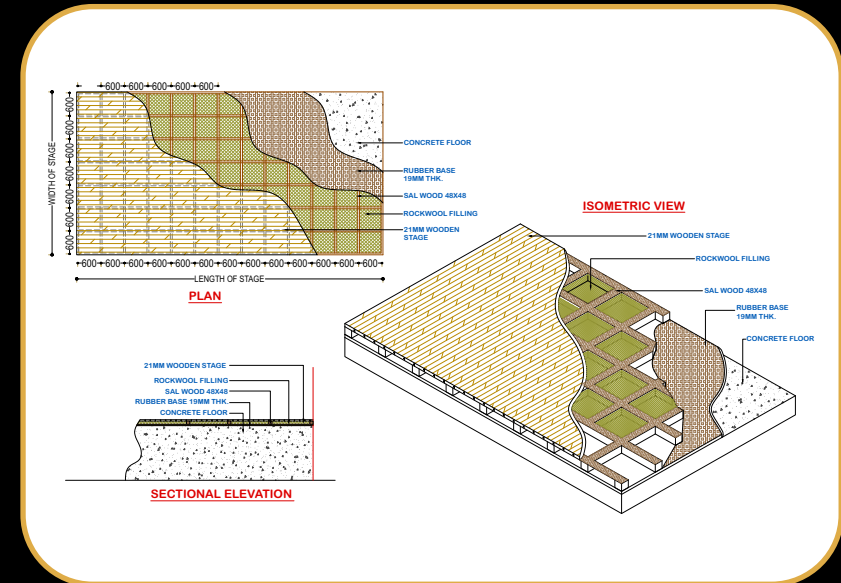 600 600 600 600 600
600
600
600
600
600
600
600
WIDTH OF STAGE
CONCRETE FLOOR
RUBBER BASE
19MM THK.
SAL WOOD 48X48
ROCKWOOL FILLING
21MM WOODEN
STAGE
600 600 600 600 600 600 600 600 600 600 600 600 600
LENGTH OF STAGE
PLAN
ISOMETRIC VIEW
21MM WOODEN STAGE
ROCKWOOL FILLING
SAL WOOD 48X48
RUBBER BASE
19MM THK.
CONCRETE FLOOR
21MM WOODEN STAGE
ROCKWOOL FILLING
SAL WOOD 48X48
RUBBER BASE 19MM THK.
CONCRETE FLOOR
SECTIONAL ELEVATION